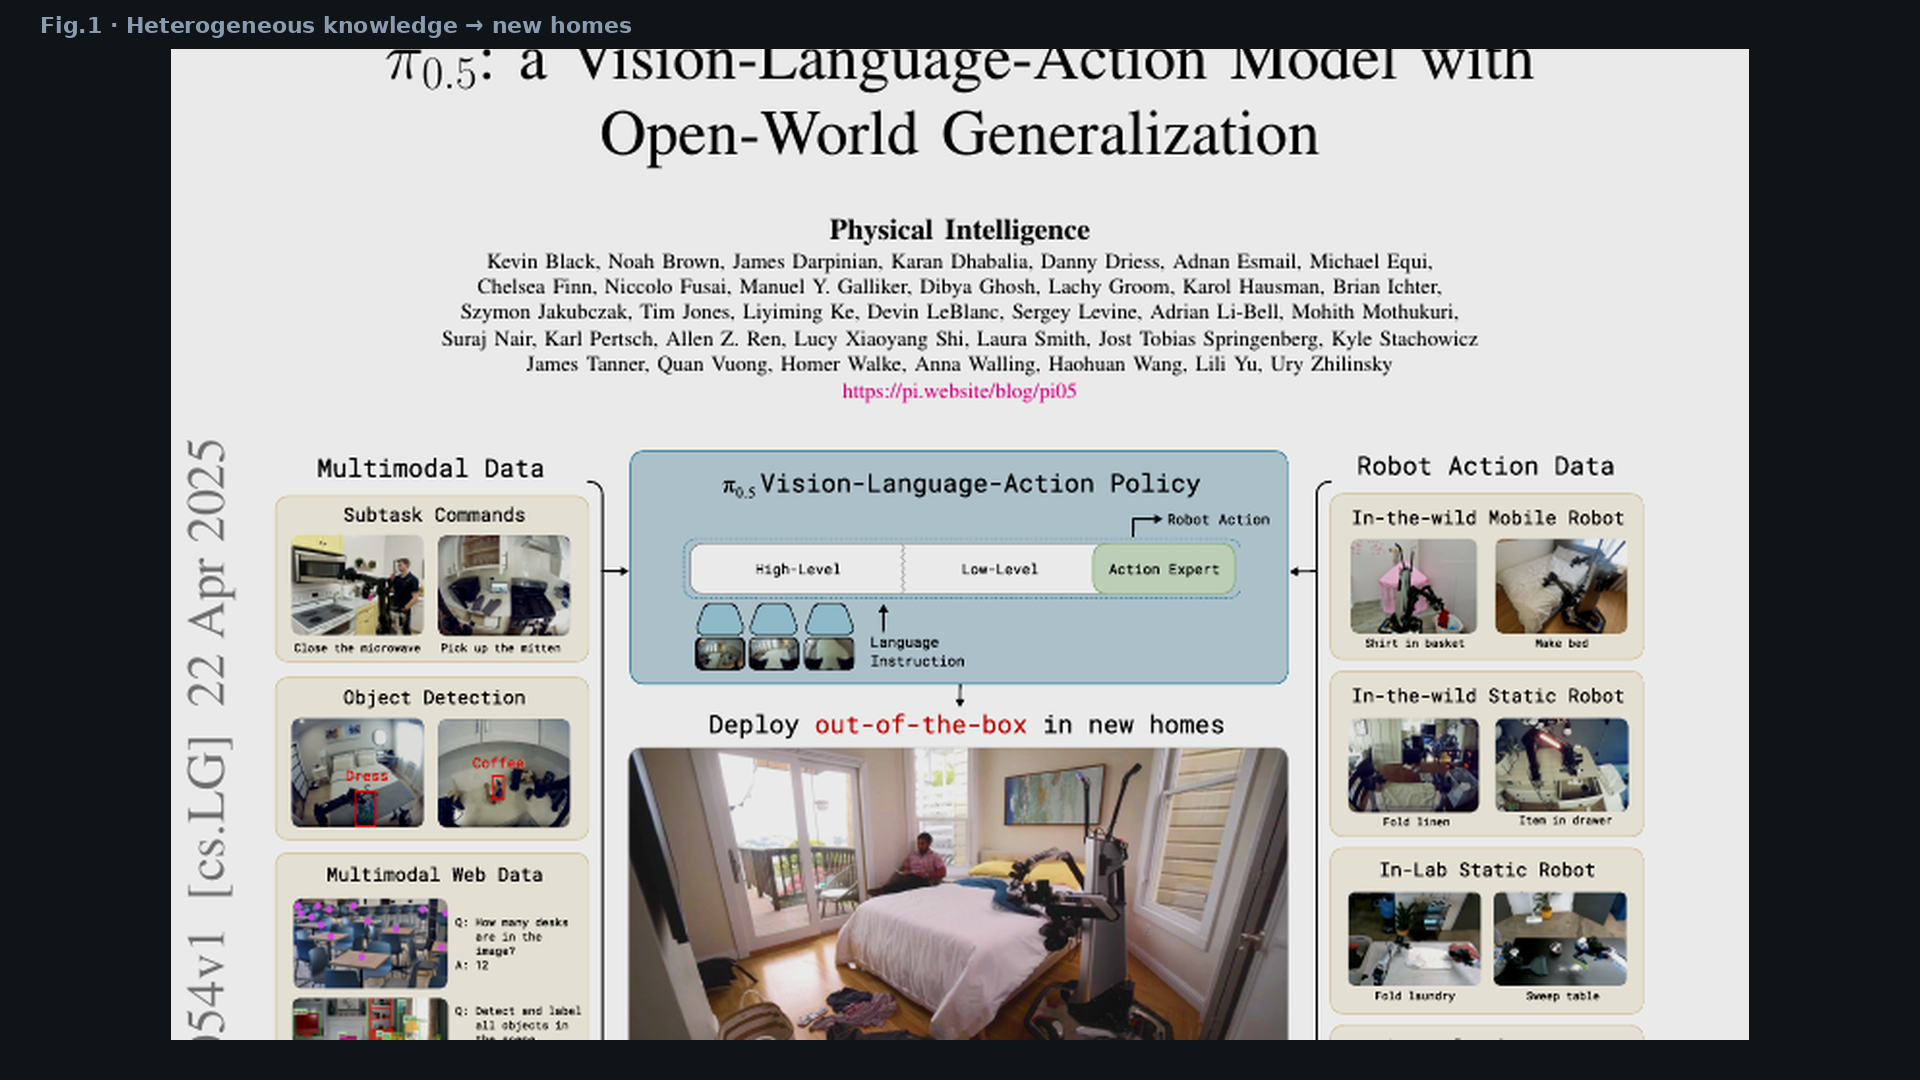 Fig.1 · Heterogeneous knowledge → new homes
π0.5: a Vision-Language-Action Model with
Open-World Generalization
Physical Intelligence
Kevin Black, Noah Brown, James Darpinian, Karan Dhabalia, Danny Driess, Adnan Esmail, Michael Equi,
Chelsea Finn, Niccolo Fusai, Manuel Y. Galliker, Dibya Ghosh, Lachy Groom, Karol Hausman, Brian Ichter,
Szymon Jakubczak, Tim Jones, Liyiming Ke, Devin LeBlanc, Sergey Levine, Adrian Li-Bell, Mohith Mothukuri,
Suraj Nair, Karl Pertsch, Allen Z. Ren, Lucy Xiaoyang Shi, Laura Smith, Jost Tobias Springenberg, Kyle Stachowicz
James Tanner, Quan Vuong, Homer Walke, Anna Walling, Haohuan Wang, Lili Yu, Ury Zhilinsky
https://pi.website/blog/pi05
54v1 [cs.LG] 22 Apr 2025
Multimodal Data
Subtask Commands
Close the microwave
Pick up the mitten
Object Detection
Dress
Coffee
Multimodal Web Data
Q: How many desks
are in the
image?
A: 12
Q: Detect and label
all objects in
the scene
π0.5 Vision-Language-Action Policy
Robot Action
High-Level
Low-Level
Action Expert
Language
Instruction
Deploy out-of-the-box in new homes
Robot Action Data
In-the-wild Mobile Robot
Shirt in basket
Make bed
In-the-wild Static Robot
Fold linen
Item in drawer
In-Lab Static Robot
Fold laundry
Sweep table